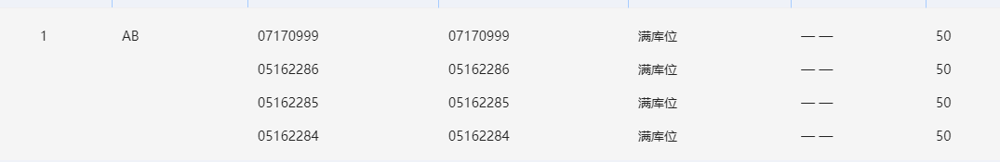 1 AB 07170999 07170999 满库位 — — 50
05162286 05162286 满库位 — — 50
05162285 05162285 满库位 — — 50
05162284 05162284 满库位 — — 50